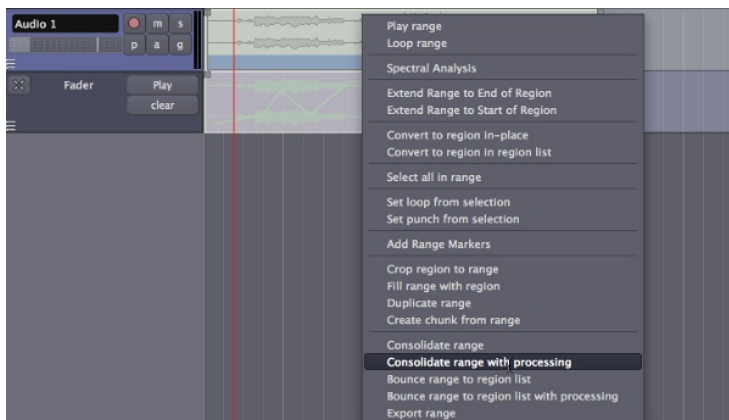 Audio 1
m s
p a g
Fader
Play
clear
Play range
Loop range
Spectral Analysis
Extend Range to End of Region
Extend Range to Start of Region
Convert to region in-place
Convert to region in region list
Select all in range
Set loop from selection
Set punch from selection
Add Range Markers
Crop region to range
Fill range with region
Duplicate range
Create chunk from range
Consolidate range
Consolidate range with processing
Bounce range to region list
Bounce range to region list with processing
Export range